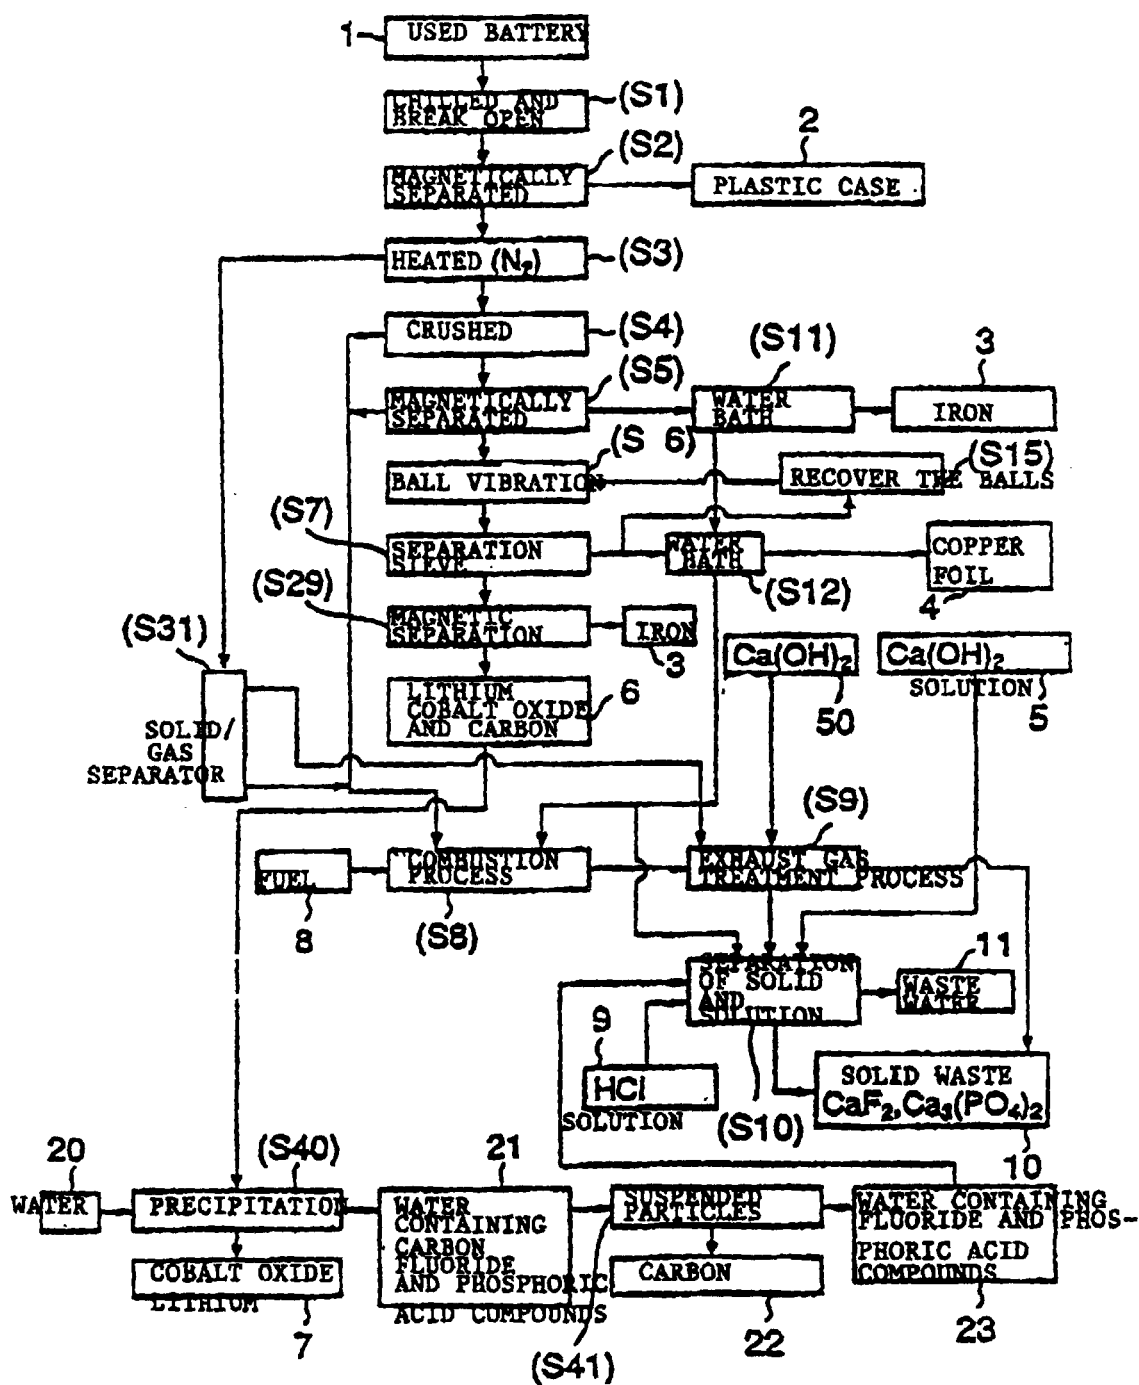 1
USED BATTERY
CHILLED AND
BREAK OPEN
(S1)
MAGNETICALLY
SEPARATED
(S2)
2
PLASTIC CASE
HEATED (N2)
(S3)
CRUSHED
(S4)
MAGNETICALLY
SEPARATED
(S5)
(S11)
WATER
BATH
3
IRON
BALL VIBRATION
(S 6)
RECOVER THE BALLS
(S15)
(S7)
SEPARATION
SIEVE
WATER
BATH
(S12)
COPPER
FOIL
4
(S29)
MAGNETIC
SEPARATION
IRON
3
Ca(OH)2
50
Ca(OH)2
SOLUTION
5
(S31)
SOLID/
GAS
SEPARATOR
LITHIUM
COBALT OXIDE
AND CARBON
6
FUEL
8
COMBUSTION
PROCESS
(S8)
(S9)
EXHAUST GAS
TREATMENT PROCESS
SEPARATION
OF SOLID
AND
SOLUTION
(S10)
11
WASTE
WATER
9
HCl
SOLUTION
SOLID WASTE
CaF2,Ca3(PO4)2
10
20
WATER
(S40)
PRECIPITATION
COBALT OXIDE
LITHIUM
7
21
WATER
CONTAINING
CARBON
FLUORIDE
AND PHOSPHORIC
ACID COMPOUNDS
SUSPENDED
PARTICLES
(S41)
CARBON
22
WATER CONTAINING
FLUORIDE AND PHOS-
PHORIC ACID
COMPOUNDS
23